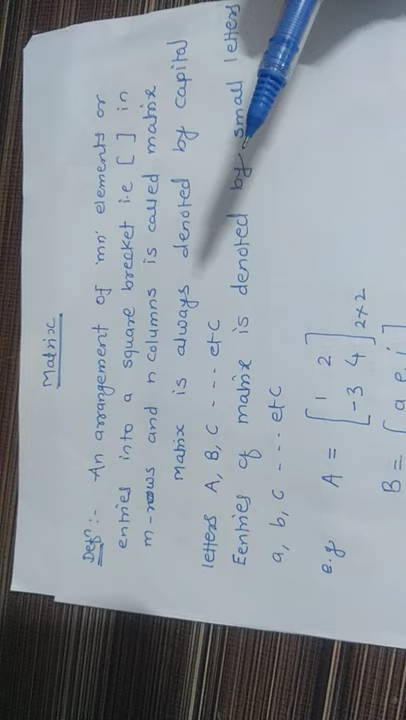 Matrix
Defn :- An arrangement of 'mn' elements or
entries into a square bracket i.e [ ] in
m-rows and n columns is called matrix
Matrix is always denoted by capital
letters A, B, C - - - etc
Eentries of matrix is denoted by small letters
a, b, c - - - etc
e.g A = [ 1 2
-3 4 ] 2×2
B = [ a e i